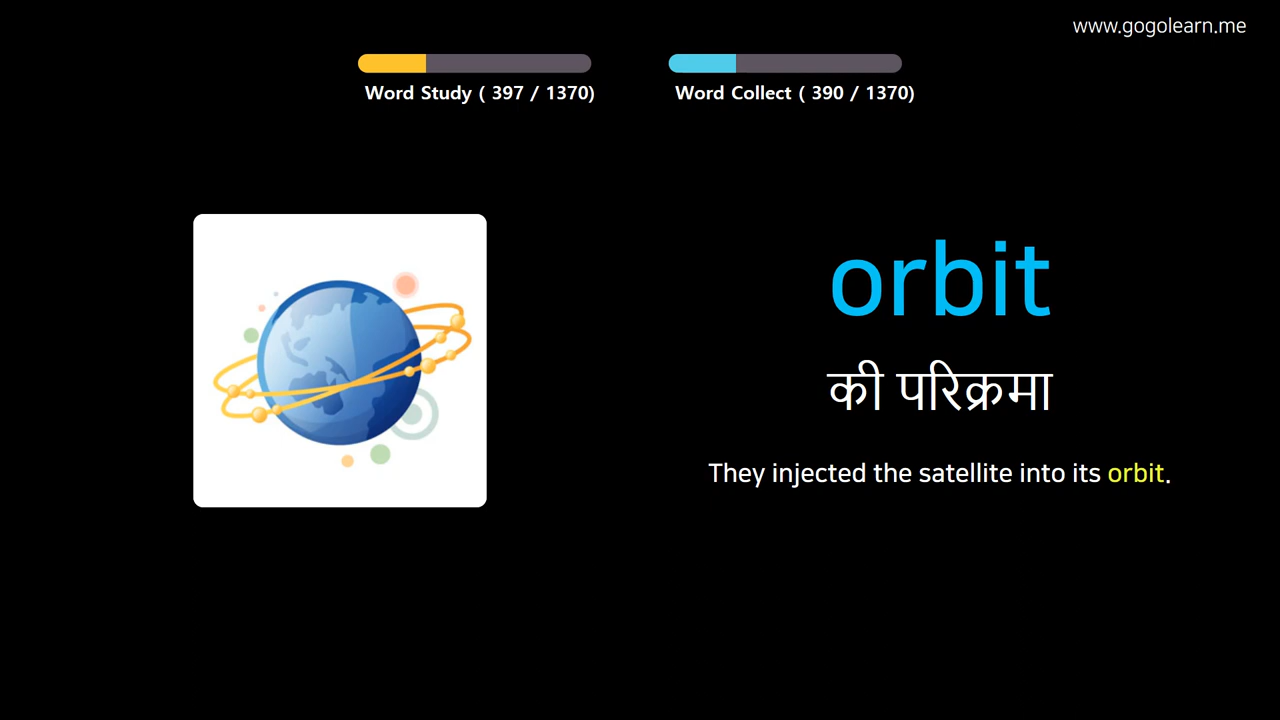 www.gogolearn.me
Word Study ( 397 / 1370)
Word Collect ( 390 / 1370)
orbit
की परिक्रमा
They injected the satellite into its orbit.